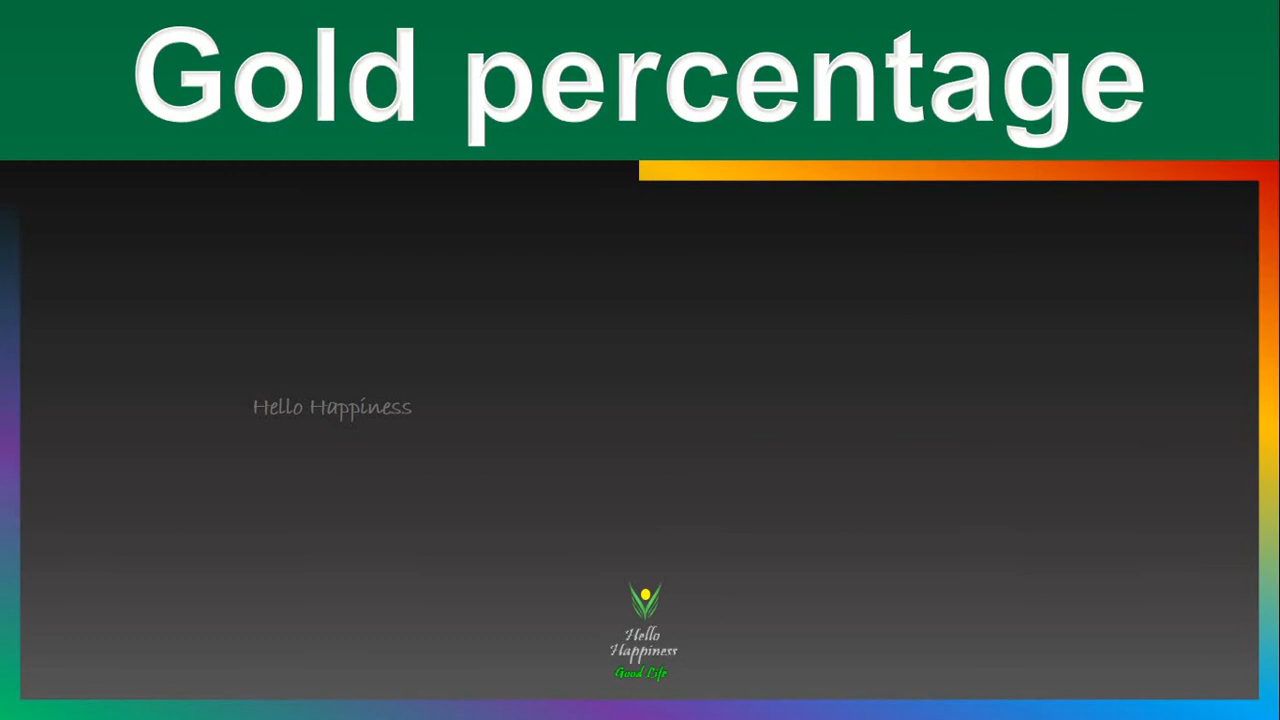 Gold percentage
Hello Happiness
Hello
Happiness
Good Life